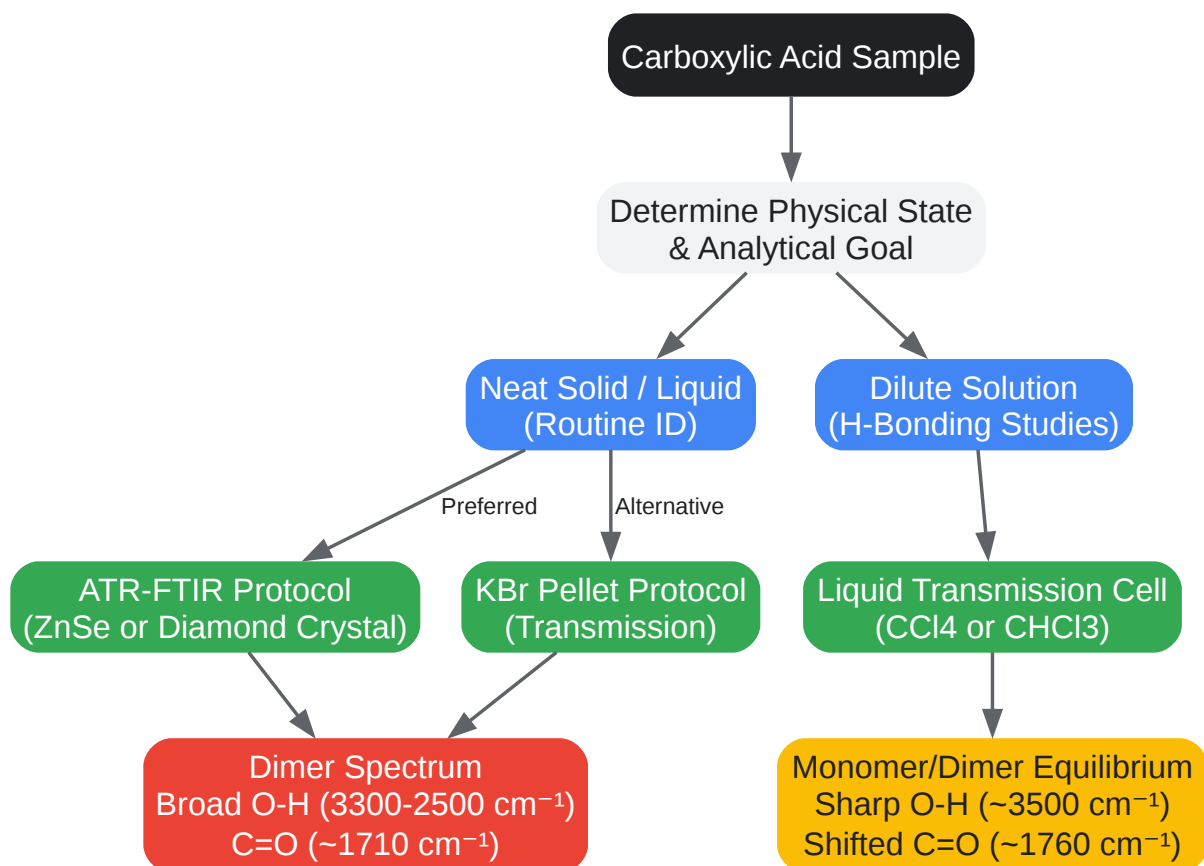 Carboxylic Acid Sample
Determine Physical State
& Analytical Goal
Neat Solid / Liquid
(Routine ID)
Dilute Solution
(H-Bonding Studies)
Preferred
Alternative
ATR-FTIR Protocol
(ZnSe or Diamond Crystal)
KBr Pellet Protocol
(Transmission)
Liquid Transmission Cell
(CCl4 or CHCl3)
Dimer Spectrum
Broad O-H (3300-2500 cm⁻¹)
C=O (~1710 cm⁻¹)
Monomer/Dimer Equilibrium
Sharp O-H (~3500 cm⁻¹)
Shifted C=O (~1760 cm⁻¹)